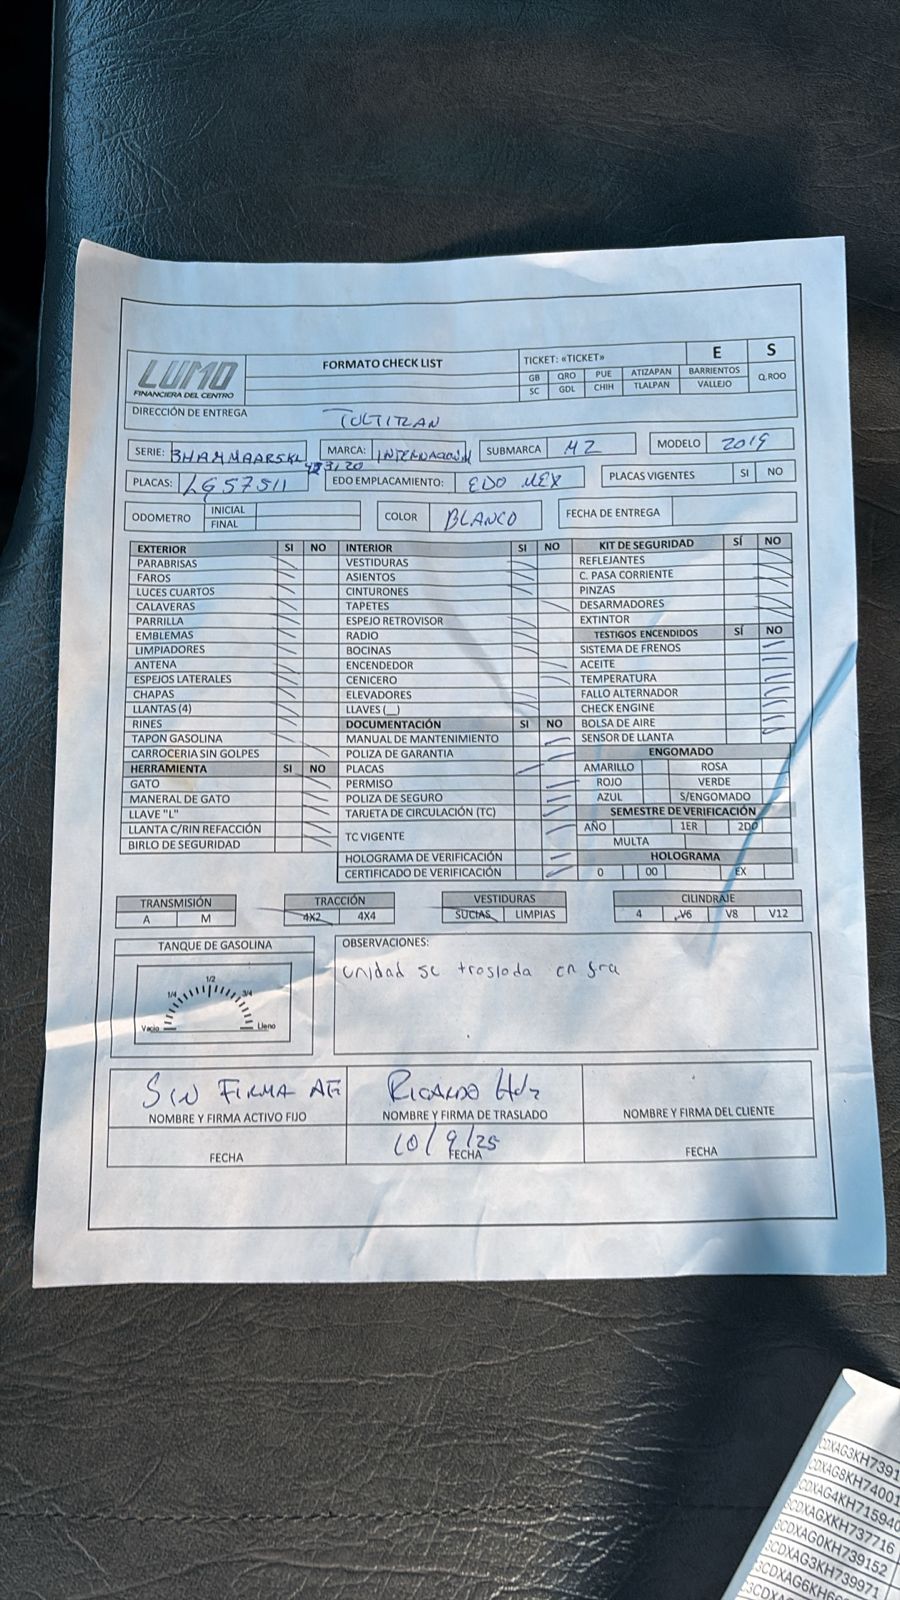 LUMO
FINANCIERA DEL CENTRO
FORMATO CHECK LIST
TICKET: «TICKET» E S
GB QRO PUE ATIZAPAN BARRIENTOS Q.ROO
SC GDL CHIH TLALPAN VALLEJO
DIRECCIÓN DE ENTREGA
TULTITLAN
SERIE: MARCA: INTERNACIONAL SUBMARCA MODELO 2019
PLACAS: LG57511 EDO EMPLACAMIENTO: EDO MEX PLACAS VIGENTES SI NO
ODOMETRO INICIAL COLOR BLANCO FECHA DE ENTREGA
FINAL
EXTERIOR SI NO INTERIOR SI NO KIT DE SEGURIDAD SÍ NO
PARABRISAS VESTIDURAS REFLEJANTES
FAROS ASIENTOS C. PASA CORRIENTE
LUCES CUARTOS CINTURONES PINZAS
CALAVERAS TAPETES DESARMADORES
PARRILLA ESPEJO RETROVISOR EXTINTOR
EMBLEMAS RADIO TESTIGOS ENCENDIDOS SÍ NO
LIMPIADORES BOCINAS SISTEMA DE FRENOS
ANTENA ENCENDEDOR ACEITE
ESPEJOS LATERALES CENICERO TEMPERATURA
CHAPAS ELEVADORES FALLO ALTERNADOR
LLANTAS (4) LLAVES (__) CHECK ENGINE
RINES DOCUMENTACIÓN SI NO BOLSA DE AIRE
TAPON GASOLINA MANUAL DE MANTENIMIENTO SENSOR DE LLANTA
CARROCERIA SIN GOLPES POLIZA DE GARANTIA ENGOMADO
HERRAMIENTA SI NO PLACAS AMARILLO ROSA
GATO PERMISO ROJO VERDE
MANERAL DE GATO POLIZA DE SEGURO AZUL S/ENGOMADO
LLAVE "L" TARJETA DE CIRCULACIÓN (TC) SEMESTRE DE VERIFICACIÓN
LLANTA C/RIN REFACCIÓN TC VIGENTE AÑO 1ER 2DO
BIRLO DE SEGURIDAD MULTA
HOLOGRAMA DE VERIFICACIÓN HOLOGRAMA
CERTIFICADO DE VERIFICACIÓN 0 00 EX
TRANSMISIÓN TRACCIÓN VESTIDURAS CILINDRAJE
A M 4X2 4X4 SUCIAS LIMPIAS 4 V6 V8 V12
TANQUE DE GASOLINA OBSERVACIONES:
unidad se traslada en grua
1/2
1/4 3/4
Vacio Lleno
SIN FIRMA AF RICARDO Hdz
NOMBRE Y FIRMA ACTIVO FIJO NOMBRE Y FIRMA DE TRASLADO NOMBRE Y FIRMA DEL CLIENTE
10/9/25
FECHA FECHA FECHA
CDXAG3KH7391
CDXAG8KH74001
CDXAG4KH715940
3CDXAGXKH737716
3CDXAG0KH739152
3CDXAG3KH739971